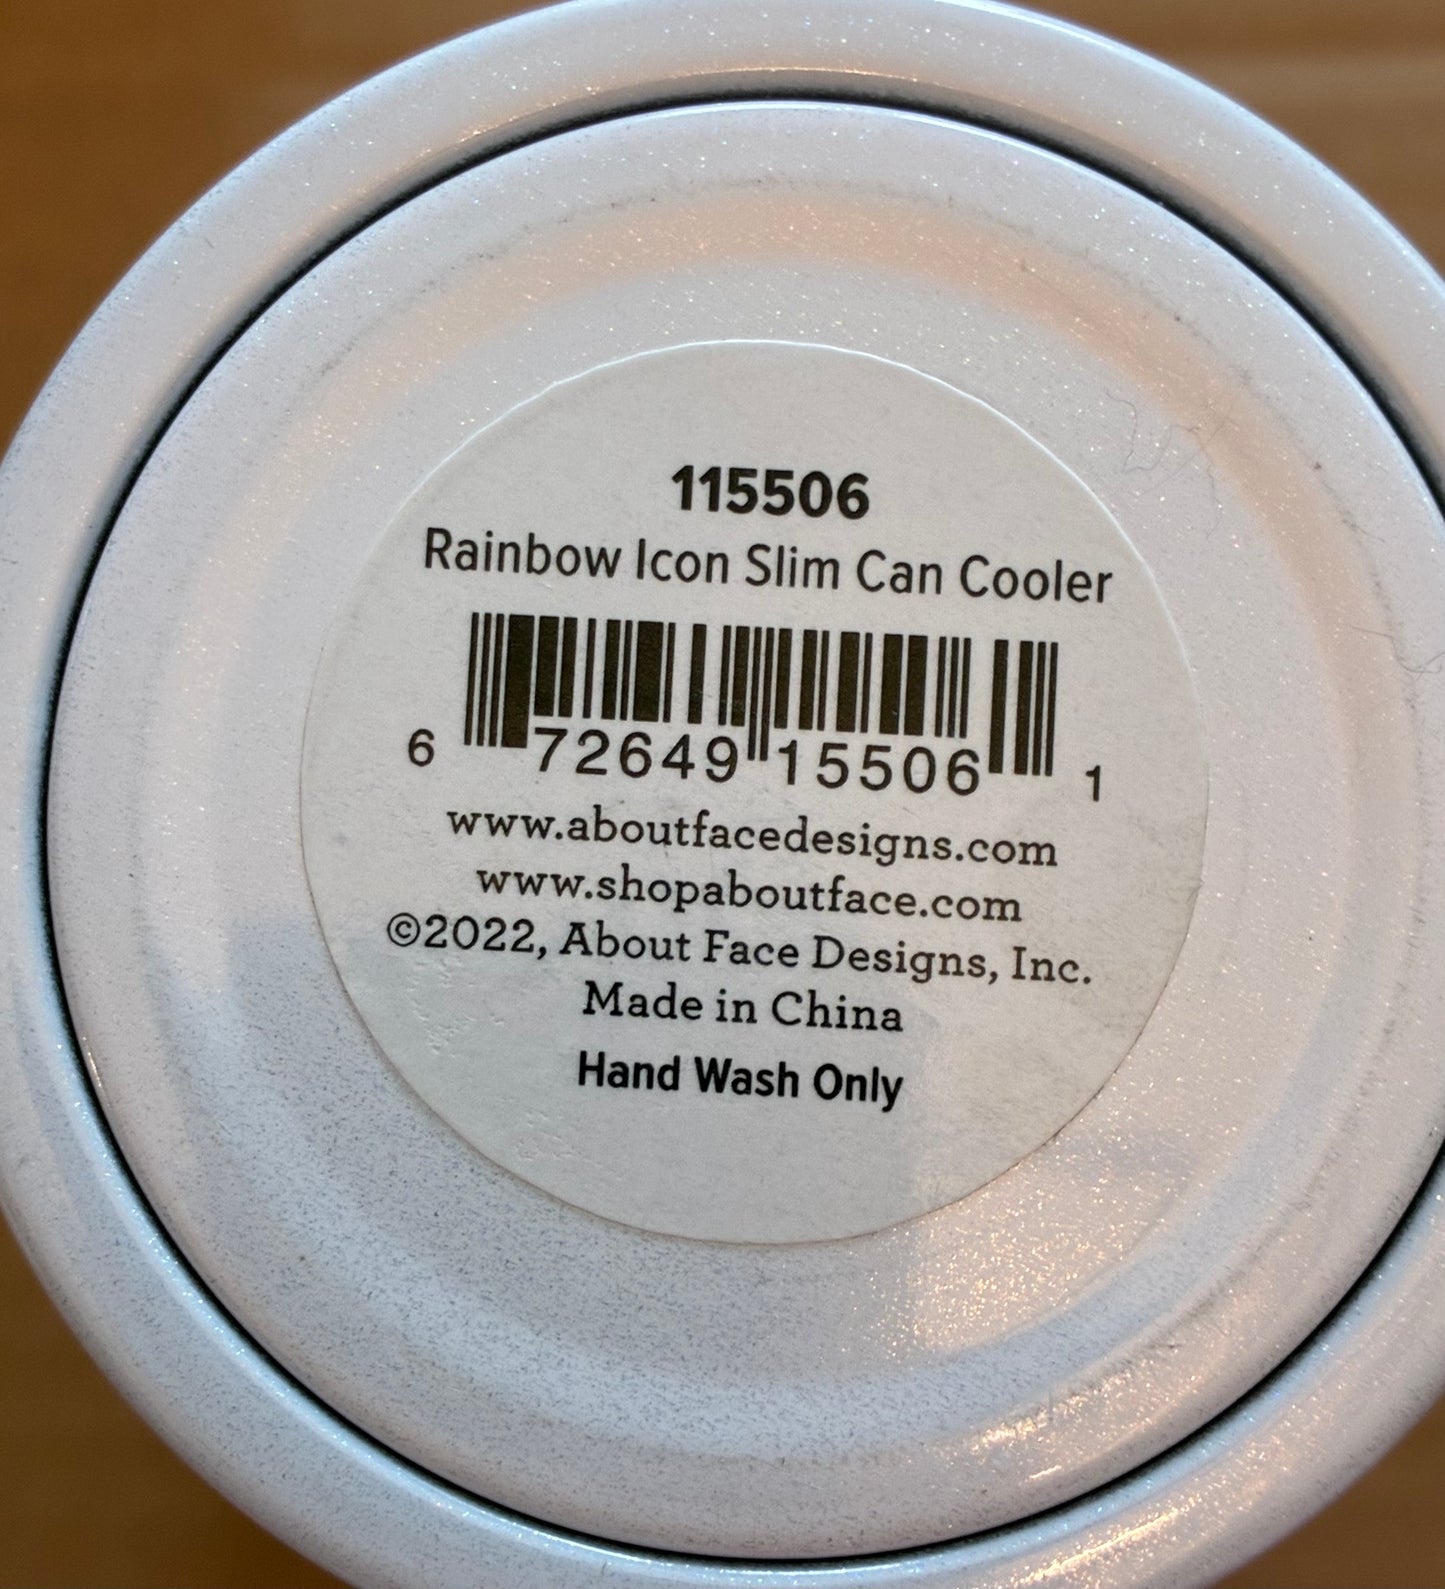 115506
Rainbow Icon Slim Can Cooler
6 72649 15506 1
www.aboutfacedesigns.com
www.shopaboutface.com
©2022, About Face Designs, Inc.
Made in China
Hand Wash Only